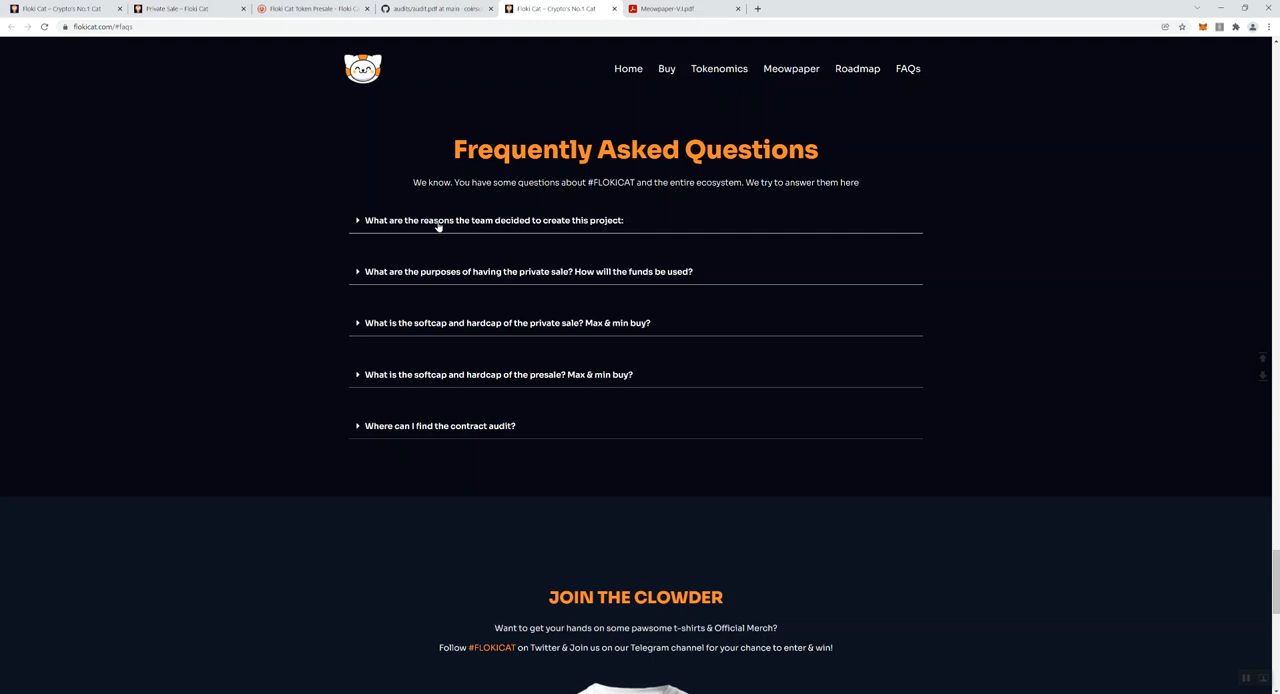 Floki Cat – Crypto's No.1 Cat
Private Sale – Floki Cat
Floki Cat Token Presale - Floki C
audits/audit.pdf at main · coinsu
Floki Cat – Crypto's No.1 Cat
Meowpaper-V.I.pdf
flokicat.com/#faqs
Home
Buy
Tokenomics
Meowpaper
Roadmap
FAQs
Frequently Asked Questions
We know. You have some questions about #FLOKICAT and the entire ecosystem. We try to answer them here
What are the reasons the team decided to create this project:
What are the purposes of having the private sale? How will the funds be used?
What is the softcap and hardcap of the private sale? Max & min buy?
What is the softcap and hardcap of the presale? Max & min buy?
Where can I find the contract audit?
JOIN THE CLOWDER
Want to get your hands on some pawsome t-shirts & Official Merch?
Follow #FLOKICAT on Twitter & Join us on our Telegram channel for your chance to enter & win!